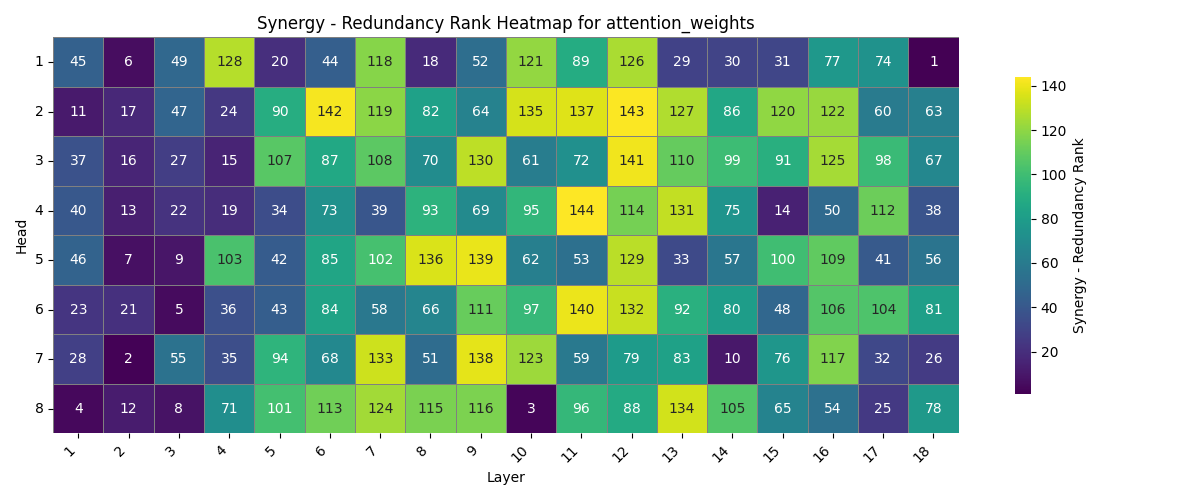 Synergy - Redundancy Rank Heatmap for attention_weights
1 45 6 49 128 20 44 118 18 52 121 89 126 29 30 31 77 74 1
2 11 17 47 24 90 142 119 82 64 135 137 143 127 86 120 122 60 63
3 37 16 27 15 107 87 108 70 130 61 72 141 110 99 91 125 98 67
4 40 13 22 19 34 73 39 93 69 95 144 114 131 75 14 50 112 38
5 46 7 9 103 42 85 102 136 139 62 53 129 33 57 100 109 41 56
6 23 21 5 36 43 84 58 66 111 97 140 132 92 80 48 106 104 81
7 28 2 55 35 94 68 133 51 138 123 59 79 83 10 76 117 32 26
8 4 12 8 71 101 113 124 115 116 3 96 88 134 105 65 54 25 78
Head
1 2 3 4 5 6 7 8 9 10 11 12 13 14 15 16 17 18
Layer
140
120
100
80
60
40
20
Synergy - Redundancy Rank